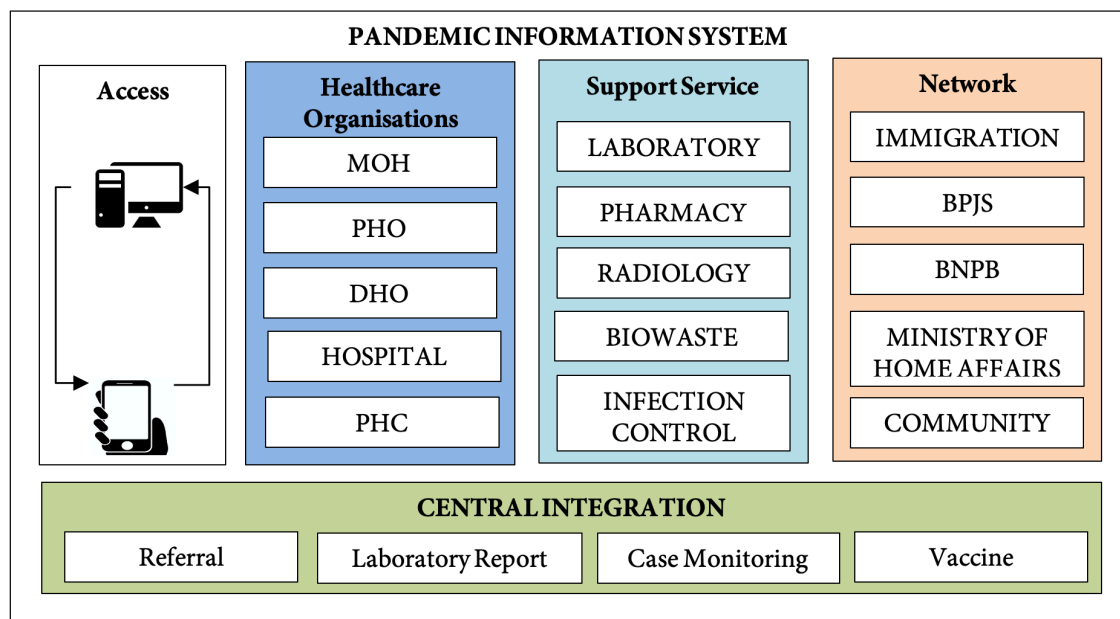 PANDEMIC INFORMATION SYSTEM
Access
Healthcare
Organisations
MOH
PHO
DHO
HOSPITAL
PHC
Support Service
LABORATORY
PHARMACY
RADIOLOGY
BIOWASTE
INFECTION
CONTROL
Network
IMMIGRATION
BPJS
BNPB
MINISTRY OF
HOME AFFAIRS
COMMUNITY
CENTRAL INTEGRATION
Referral
Laboratory Report
Case Monitoring
Vaccine